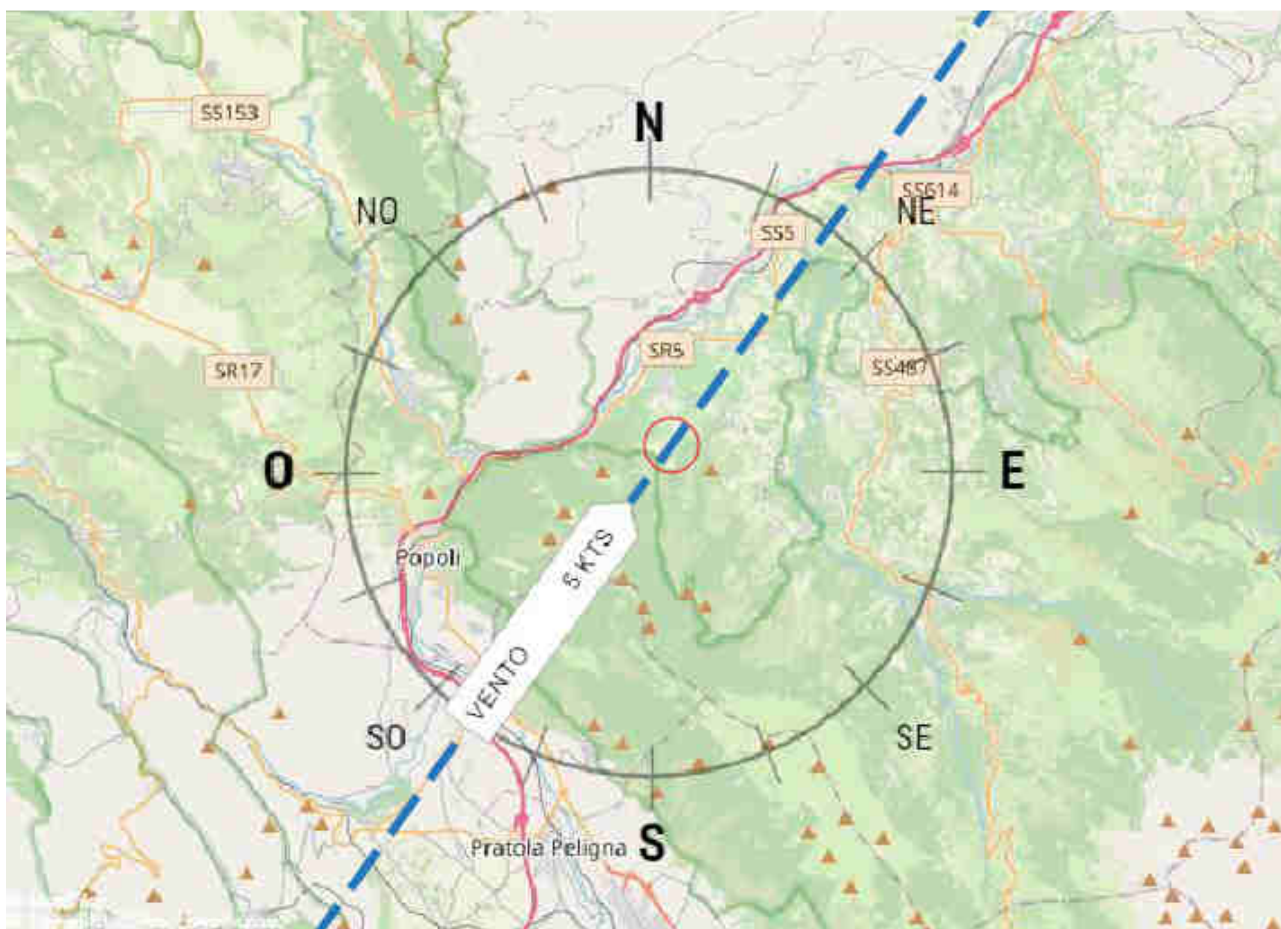 SS153
N
NO
SS614
NE
SS5
SR5
SR17
SS487
O
E
5 KTS
Popoli
VENTO
SO
SE
Pratola Peligna
S